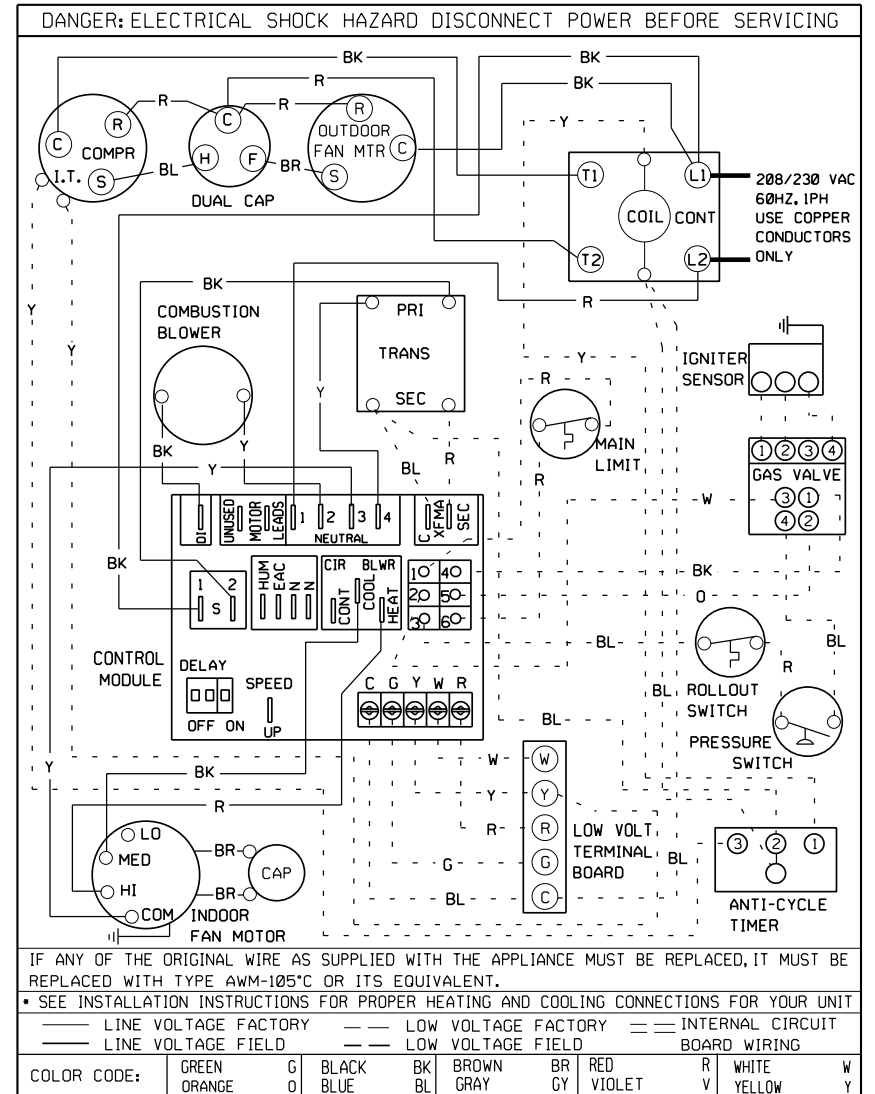 DANGER: ELECTRICAL SHOCK HAZARD DISCONNECT POWER BEFORE SERVICING
BK
BK
R
R
R
Y
C
R
COMPR
I.T.
S
BL
C
H
F
BR
DUAL CAP
R
OUTDOOR
FAN MTR
C
S
T1
L1
COIL
CONT
T2
L2
208/230 VAC
60HZ, 1PH
USE COPPER
CONDUCTORS
ONLY
BK
R
Y
Y
COMBUSTION
BLOWER
PRI
TRANS
SEC
Y
Y
R
IGNITER
SENSOR
MAIN
LIMIT
BK
Y
Y
BL
R
R
1 2 3 4
GAS VALVE
3 1
4 2
W
D1
UNUSED
MOTOR
LEADS
1 2 3 4
NEUTRAL
C
XFMA
SEC
BK
1 2
S
HUM
EAC
N
N
CIR BLWR
CONT
COOL
HEAT
1 4
2 5
3 6
BK
O
BL
BL
R
BL
ROLLOUT
SWITCH
PRESSURE
SWITCH
CONTROL
MODULE
DELAY
OFF ON
SPEED
UP
C G Y W R
BL
Y
BK
R
W
W
Y
Y
R
R
G
G
BL
C
LOW VOLT
TERMINAL
BOARD
BL
3 2 1
ANTI-CYCLE
TIMER
LO
MED
HI
COM
BR
BR
CAP
INDOOR
FAN MOTOR
IF ANY OF THE ORIGINAL WIRE AS SUPPLIED WITH THE APPLIANCE MUST BE REPLACED, IT MUST BE
REPLACED WITH TYPE AWM-105°C OR ITS EQUIVALENT.
* SEE INSTALLATION INSTRUCTIONS FOR PROPER HEATING AND COOLING CONNECTIONS FOR YOUR UNIT
LINE VOLTAGE FACTORY LOW VOLTAGE FACTORY INTERNAL CIRCUIT
LINE VOLTAGE FIELD LOW VOLTAGE FIELD BOARD WIRING
COLOR CODE:
GREEN G BLACK BK BROWN BR RED R WHITE W
ORANGE O BLUE BL GRAY GY VIOLET V YELLOW Y